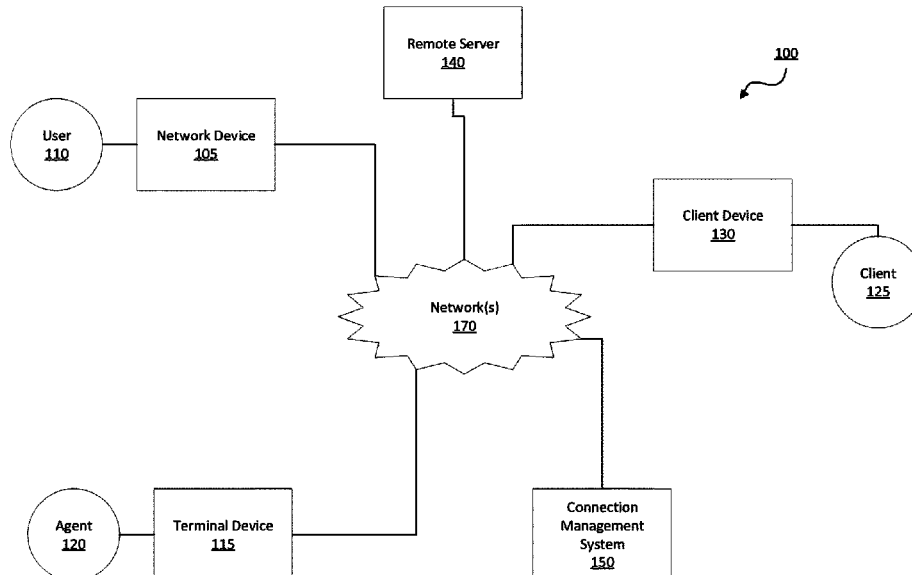 Remote Server
140
100
User
110
Network Device
105
Client Device
130
Client
125
Network(s)
170
Agent
120
Terminal Device
115
Connection
Management
System
150